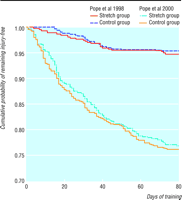 Pope et al 1998 Pope et al 2000
Stretch group Stretch group
Control group Control group
Cumulative probability of remaining injury-free
1.00
0.95
0.90
0.85
0.80
0.75
0.70
0 20 40 60 80
Days of training